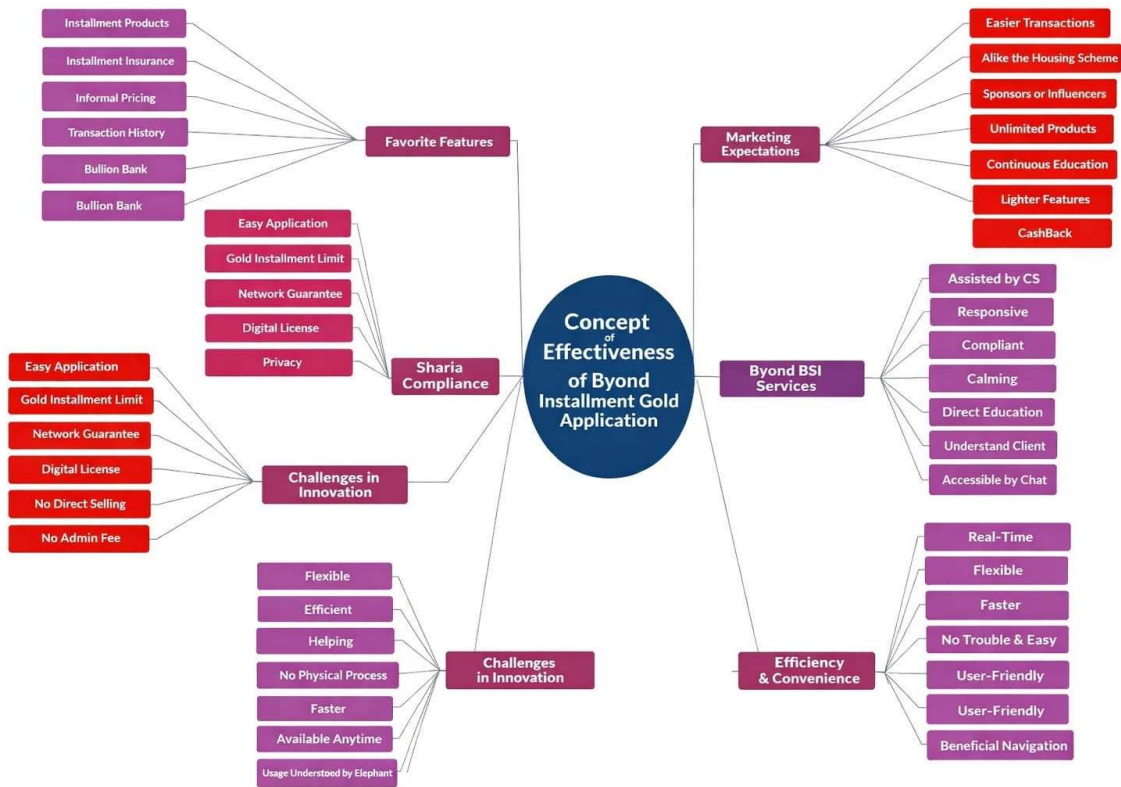 Installment Products
Installment Insurance
Informal Pricing
Transaction History
Bullion Bank
Bullion Bank
Favorite Features
Easy Application
Gold Installment Limit
Network Guarantee
Digital License
Privacy
Sharia
Compliance
Easy Application
Gold Installment Limit
Network Guarantee
Digital License
No Direct Selling
No Admin Fee
Challenges in
Innovation
Flexible
Efficient
Helping
No Physical Process
Faster
Available Anytime
Usage Understoed by Elephant
Challenges
in Innovation
Concept
of
Effectiveness
of Byond
Installment Gold
Application
Marketing
Expectations
Easier Transactions
Alike the Housing Scheme
Sponsors or Influencers
Unlimited Products
Continuous Education
Lighter Features
CashBack
Byond BSI
Services
Assisted by CS
Responsive
Compliant
Calming
Direct Education
Understand Client
Accessible by Chat
Efficiency
& Convenience
Real-Time
Flexible
Faster
No Trouble & Easy
User-Friendly
User-Friendly
Beneficial Navigation